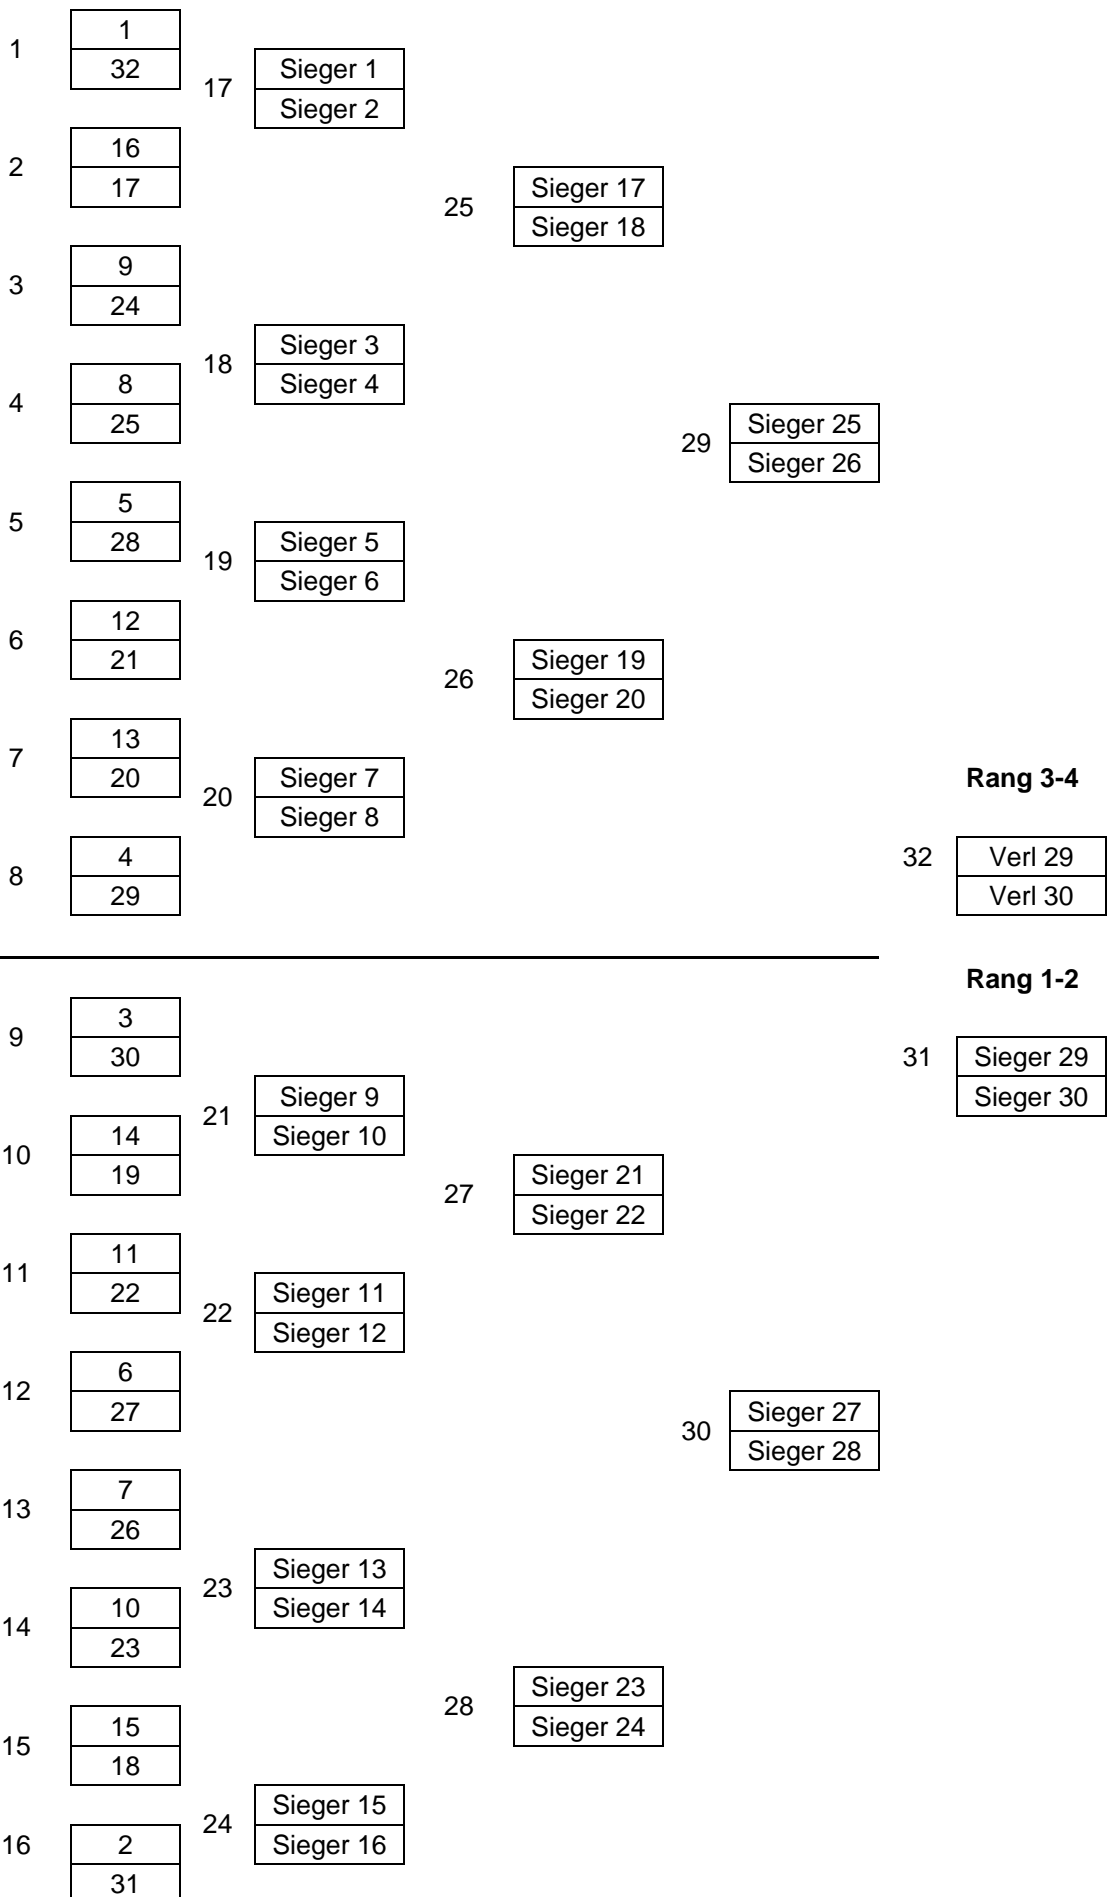 1
1
32
17
Sieger 1
Sieger 2
2
16
17
25
Sieger 17
Sieger 18
3
9
24
18
Sieger 3
Sieger 4
4
8
25
29
Sieger 25
Sieger 26
5
5
28
19
Sieger 5
Sieger 6
6
12
21
26
Sieger 19
Sieger 20
7
13
20
20
Sieger 7
Sieger 8
Rang 3-4
8
4
29
32
Verl 29
Verl 30
Rang 1-2
9
3
30
31
Sieger 29
Sieger 30
21
Sieger 9
Sieger 10
10
14
19
27
Sieger 21
Sieger 22
11
11
22
22
Sieger 11
Sieger 12
12
6
27
30
Sieger 27
Sieger 28
13
7
26
23
Sieger 13
Sieger 14
14
10
23
28
Sieger 23
Sieger 24
15
15
18
24
Sieger 15
Sieger 16
16
2
31